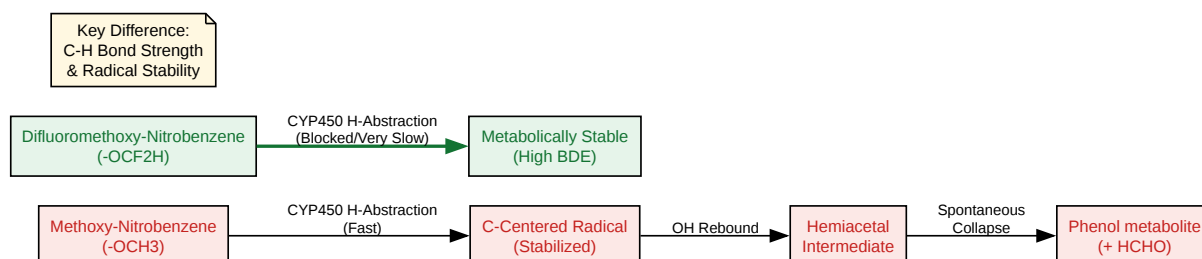 Key Difference:
C-H Bond Strength
& Radical Stability
Difluoromethoxy-Nitrobenzene
(-OCF2H)
CYP450 H-Abstraction
(Blocked/Very Slow)
Metabolically Stable
(High BDE)
Methoxy-Nitrobenzene
(-OCH3)
CYP450 H-Abstraction
(Fast)
C-Centered Radical
(Stabilized)
OH Rebound
Hemiacetal
Intermediate
Spontaneous
Collapse
Phenol metabolite
(+ HCHO)